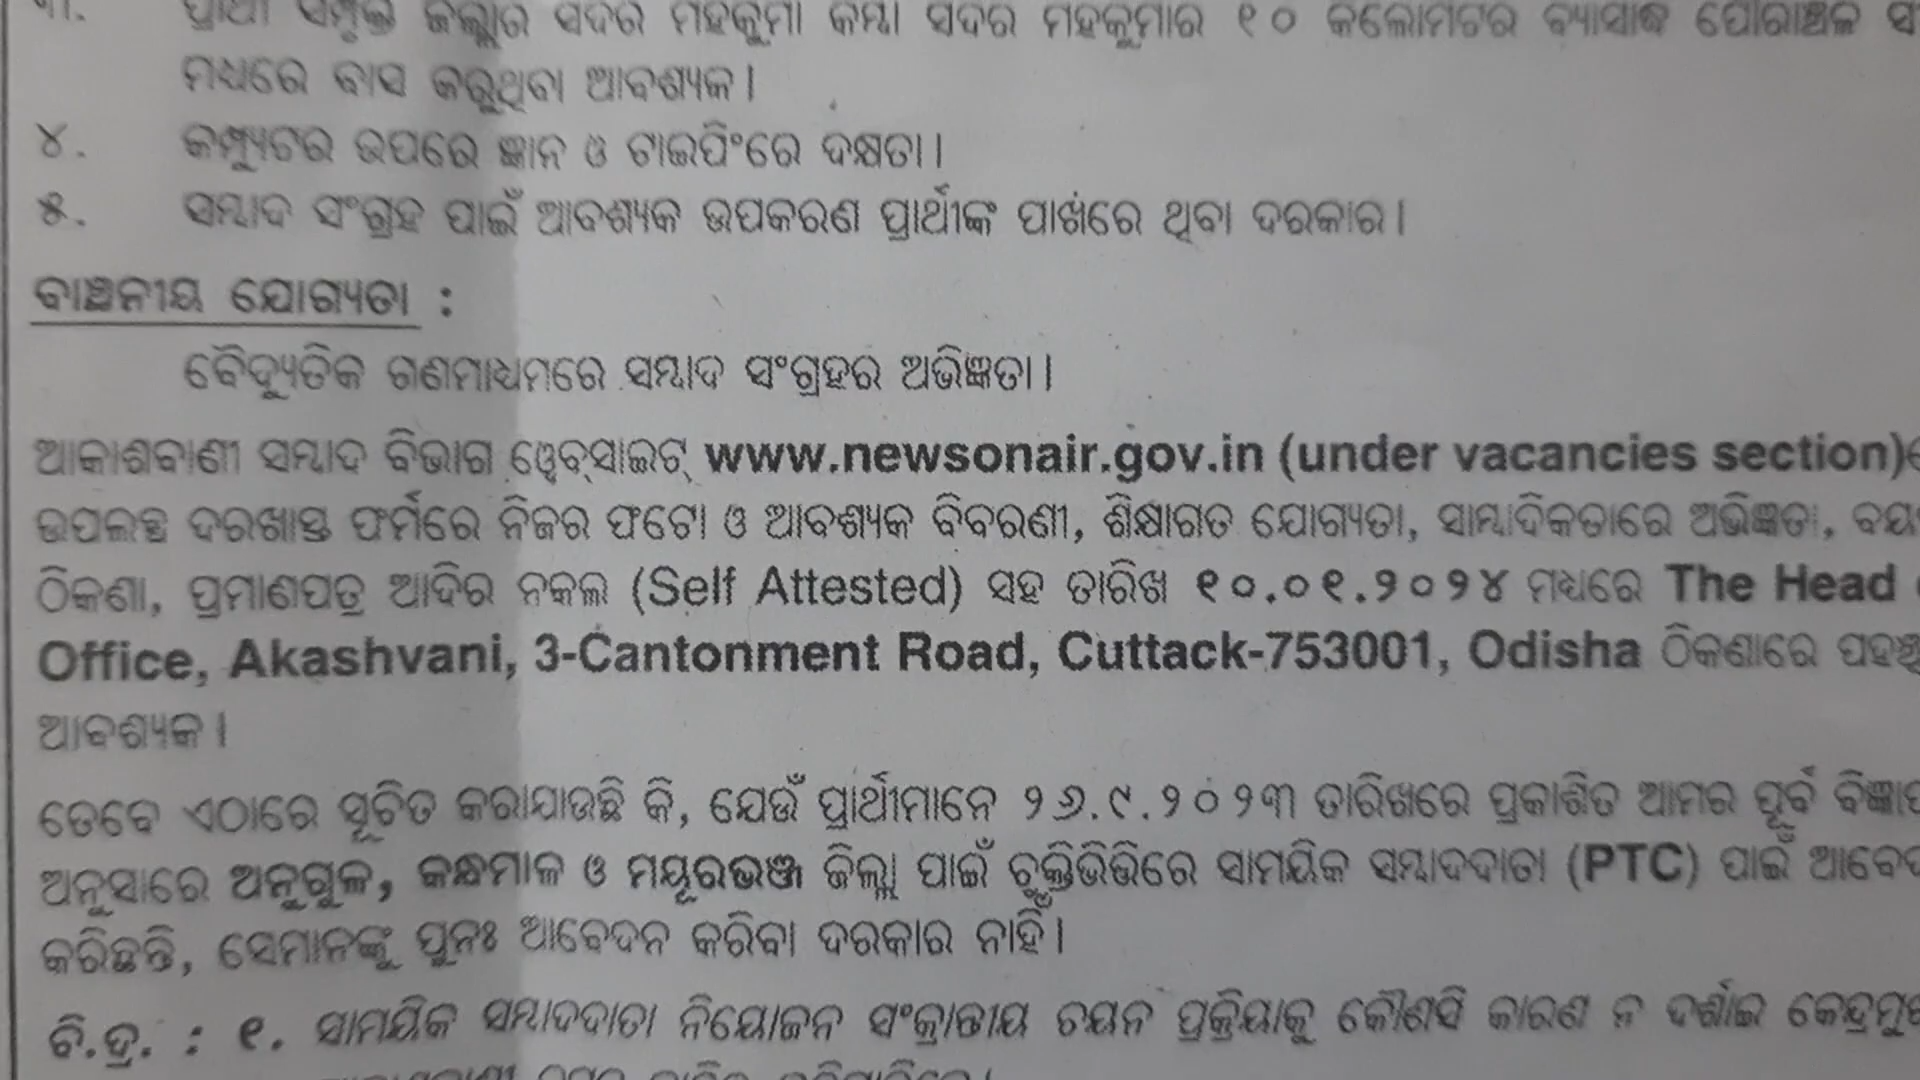 ୩. ପ୍ରାର୍ଥୀ ସମ୍ପୃକ୍ତ ଜିଲ୍ଲାର ସଦର ମହକୁମା କିମ୍ବା ସଦର ମହକୁମାର ୧୦ କିଲୋମିଟର ବ୍ୟାସାର୍ଦ୍ଧ ପୌରାଞ୍ଚଳ
ମଧ୍ୟରେ ବାସ କରୁଥିବା ଆବଶ୍ୟକ।
୪. କମ୍ପ୍ୟୁଟର ଉପରେ ଜ୍ଞାନ ଓ ଟାଇପିଂରେ ଦକ୍ଷତା।
୫. ସମ୍ବାଦ ସଂଗ୍ରହ ପାଇଁ ଆବଶ୍ୟକ ଉପକରଣ ପ୍ରାର୍ଥୀଙ୍କ ପାଖରେ ଥିବା ଦରକାର।
ବାଞ୍ଛନୀୟ ଯୋଗ୍ୟତା :
ବୈଦ୍ୟୁତିକ ଗଣମାଧ୍ୟମରେ ସମ୍ବାଦ ସଂଗ୍ରହର ଅଭିଜ୍ଞତା।
ଆକାଶବାଣୀ ସମ୍ବାଦ ବିଭାଗ ୱେବ୍‌ସାଇଟ୍ www.newsonair.gov.in (under vacancies section)
ଉପଲବ୍ଧ ଦରଖାସ୍ତ ଫର୍ମରେ ନିଜର ଫଟୋ ଓ ଆବଶ୍ୟକ ବିବରଣୀ, ଶିକ୍ଷାଗତ ଯୋଗ୍ୟତା, ସାମ୍ବାଦିକତାରେ ଅଭିଜ୍ଞତା,
ଠିକଣା, ପ୍ରମାଣପତ୍ର ଆଦିର ନକଲ (Self Attested) ସହ ତାରିଖ ୧୦.୦୧.୨୦୨୪ ମଧ୍ୟରେ The Head
Office, Akashvani, 3-Cantonment Road, Cuttack-753001, Odisha ଠିକଣାରେ
ଆବଶ୍ୟକ।
ତେବେ ଏଠାରେ ସୂଚିତ କରାଯାଉଛି କି, ଯେଉଁ ପ୍ରାର୍ଥୀମାନେ ୨୬.୯.୨୦୨୩ ତାରିଖରେ ପ୍ରକାଶିତ ଆମର ପୂର୍ବ
ଅନୁସାରେ ଅନୁଗୁଳ, କନ୍ଧମାଳ ଓ ମୟୂରଭଞ୍ଜ ଜିଲ୍ଲା ପାଇଁ ଚୁକ୍ତିଭିତ୍ତିରେ ସାମୟିକ ସମ୍ବାଦଦାତା (PTC) ପାଇଁ
କରିଛନ୍ତି, ସେମାନଙ୍କୁ ପୁନଃ ଆବେଦନ କରିବା ଦରକାର ନାହିଁ।
ବି.ଦ୍ର. : ୧. ସାମୟିକ ସମ୍ବାଦଦାତା ନିୟୋଜନ ସଂକ୍ରାନ୍ତୀୟ ଚୟନ ପ୍ରକ୍ରିୟାକୁ କୌଣସି କାରଣ ନ ଦର୍ଶାଇ